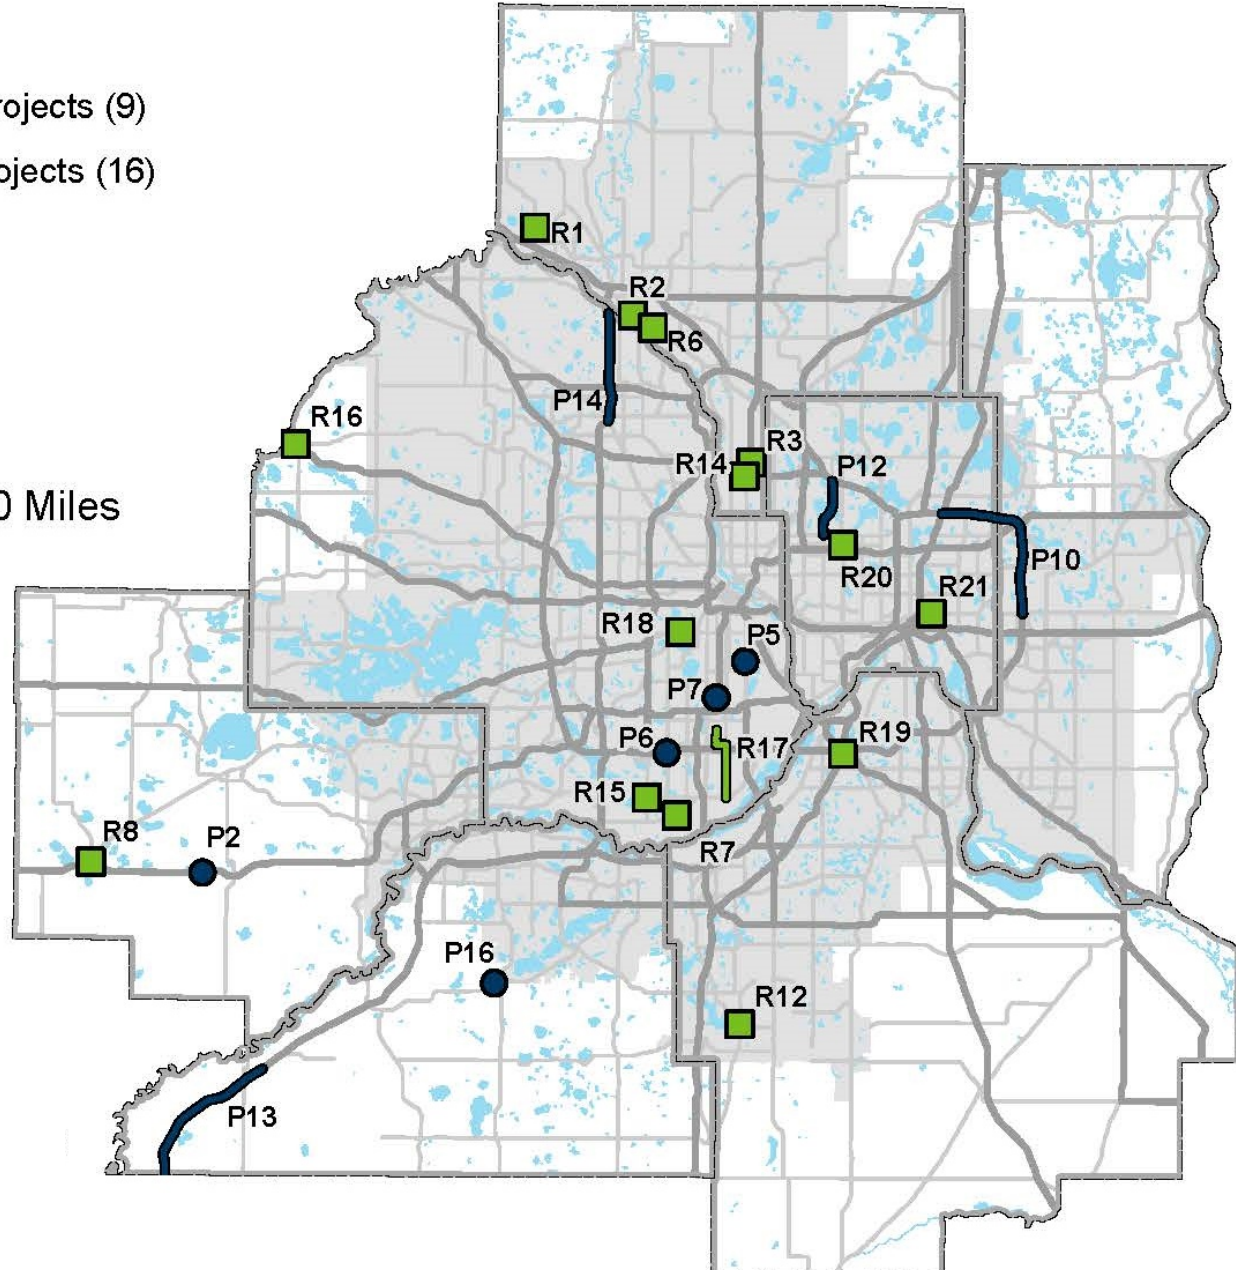 rojects (9)
ojects (16)
R1
R2
R6
P14
R16
R3
R14
P12
0 Miles
P10
R20
R21
R18
P5
P7
P6
R17
R19
R15
R8
P2
R7
P16
R12
P13